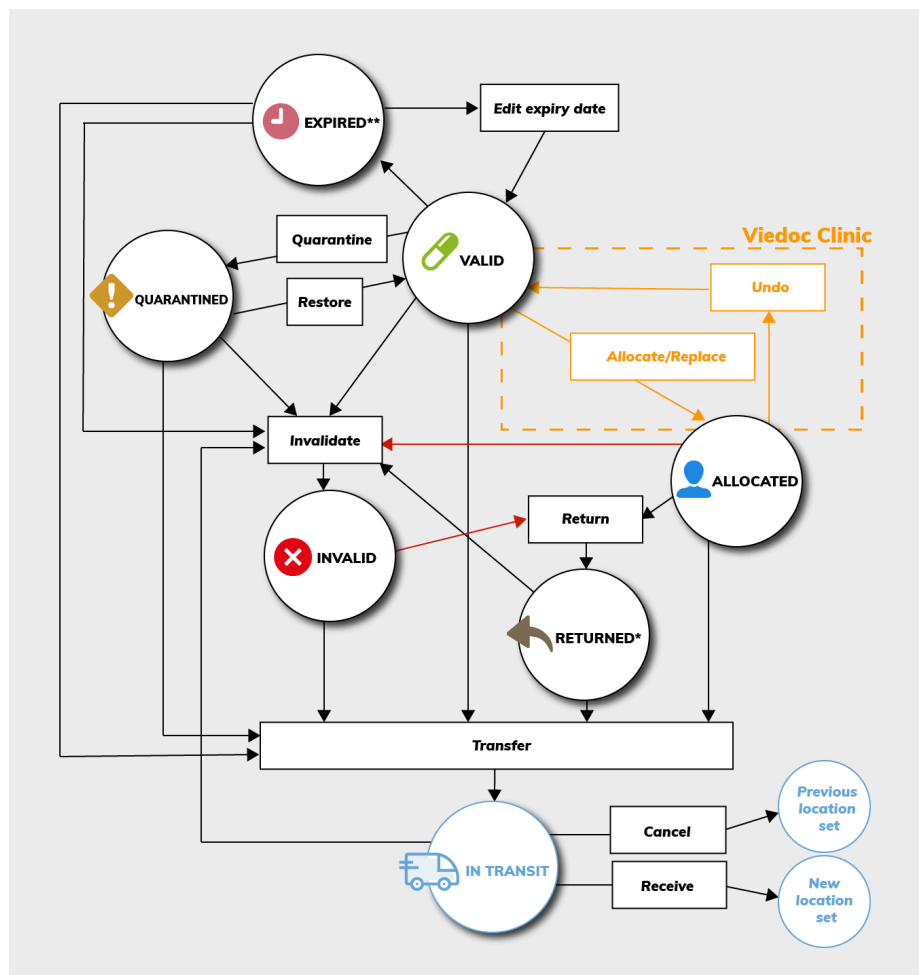 EXPIRED**
Edit expiry date
Viedoc Clinic
Quarantine
VALID
Undo
QUARANTINED
Restore
Allocate/Replace
Invalidate
ALLOCATED
Return
INVALID
RETURNED*
Transfer
Previous
location
set
Cancel
IN TRANSIT
Receive
New
location
set